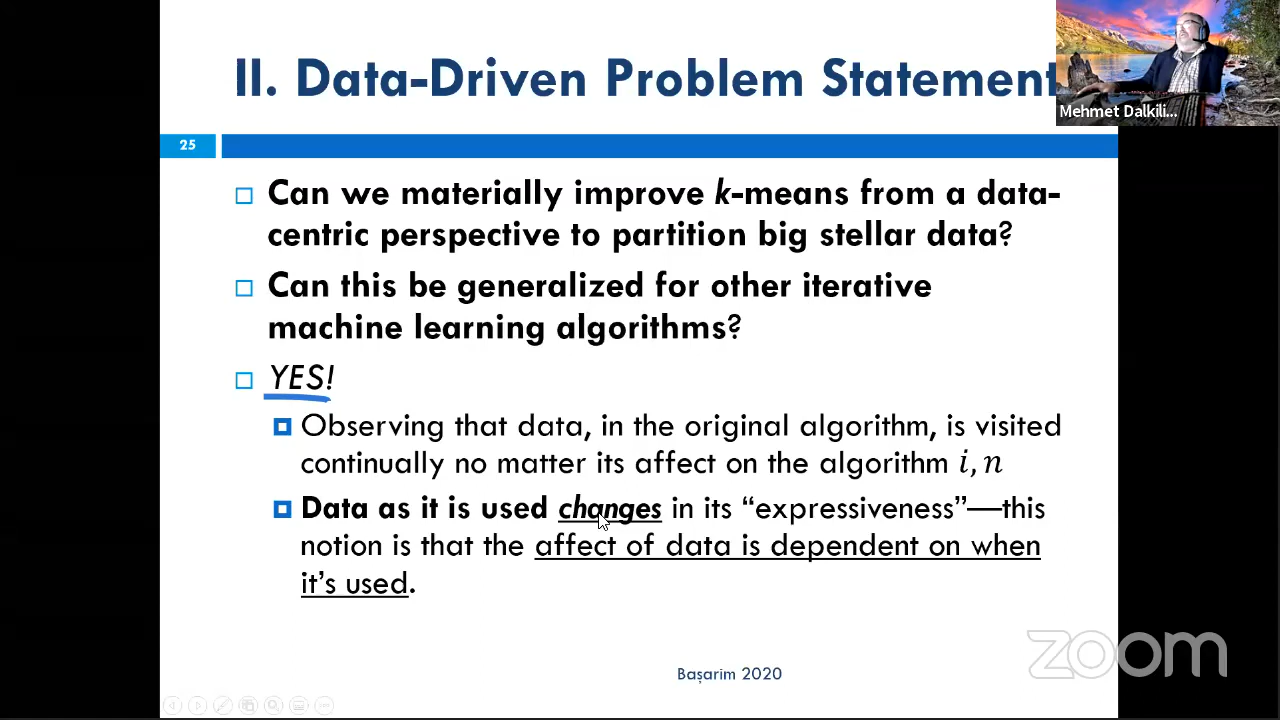 II. Data-Driven Problem Statement
Mehmet Dalkili...
25
Can we materially improve k-means from a data-
centric perspective to partition big stellar data?
Can this be generalized for other iterative
machine learning algorithms?
YES!
Observing that data, in the original algorithm, is visited
continually no matter its affect on the algorithm i, n
Data as it is used changes in its “expressiveness”—this
notion is that the affect of data is dependent on when
it’s used.
zoom
Başarim 2020